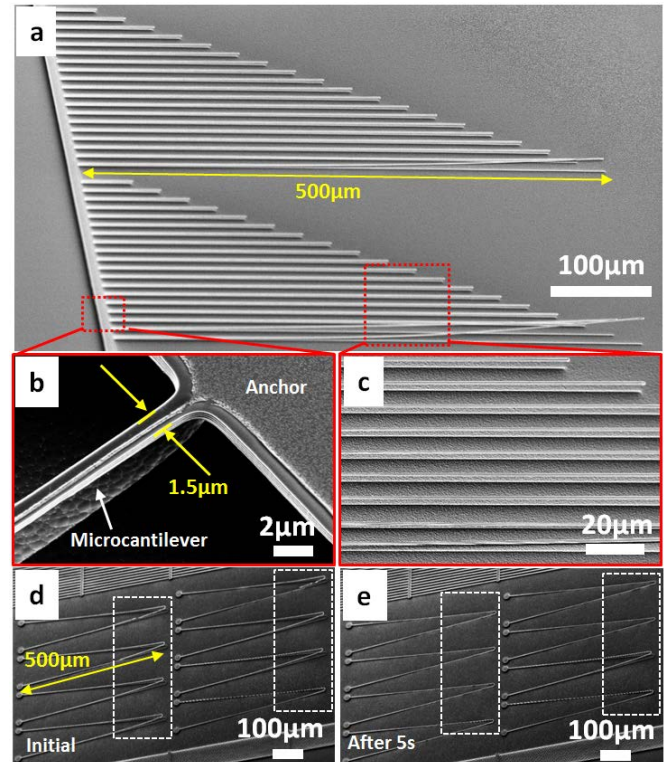 a
500μm
100μm
b
Anchor
1.5μm
Microcantilever
2μm
c
20μm
d
500μm
Initial
100μm
e
After 5s
100μm